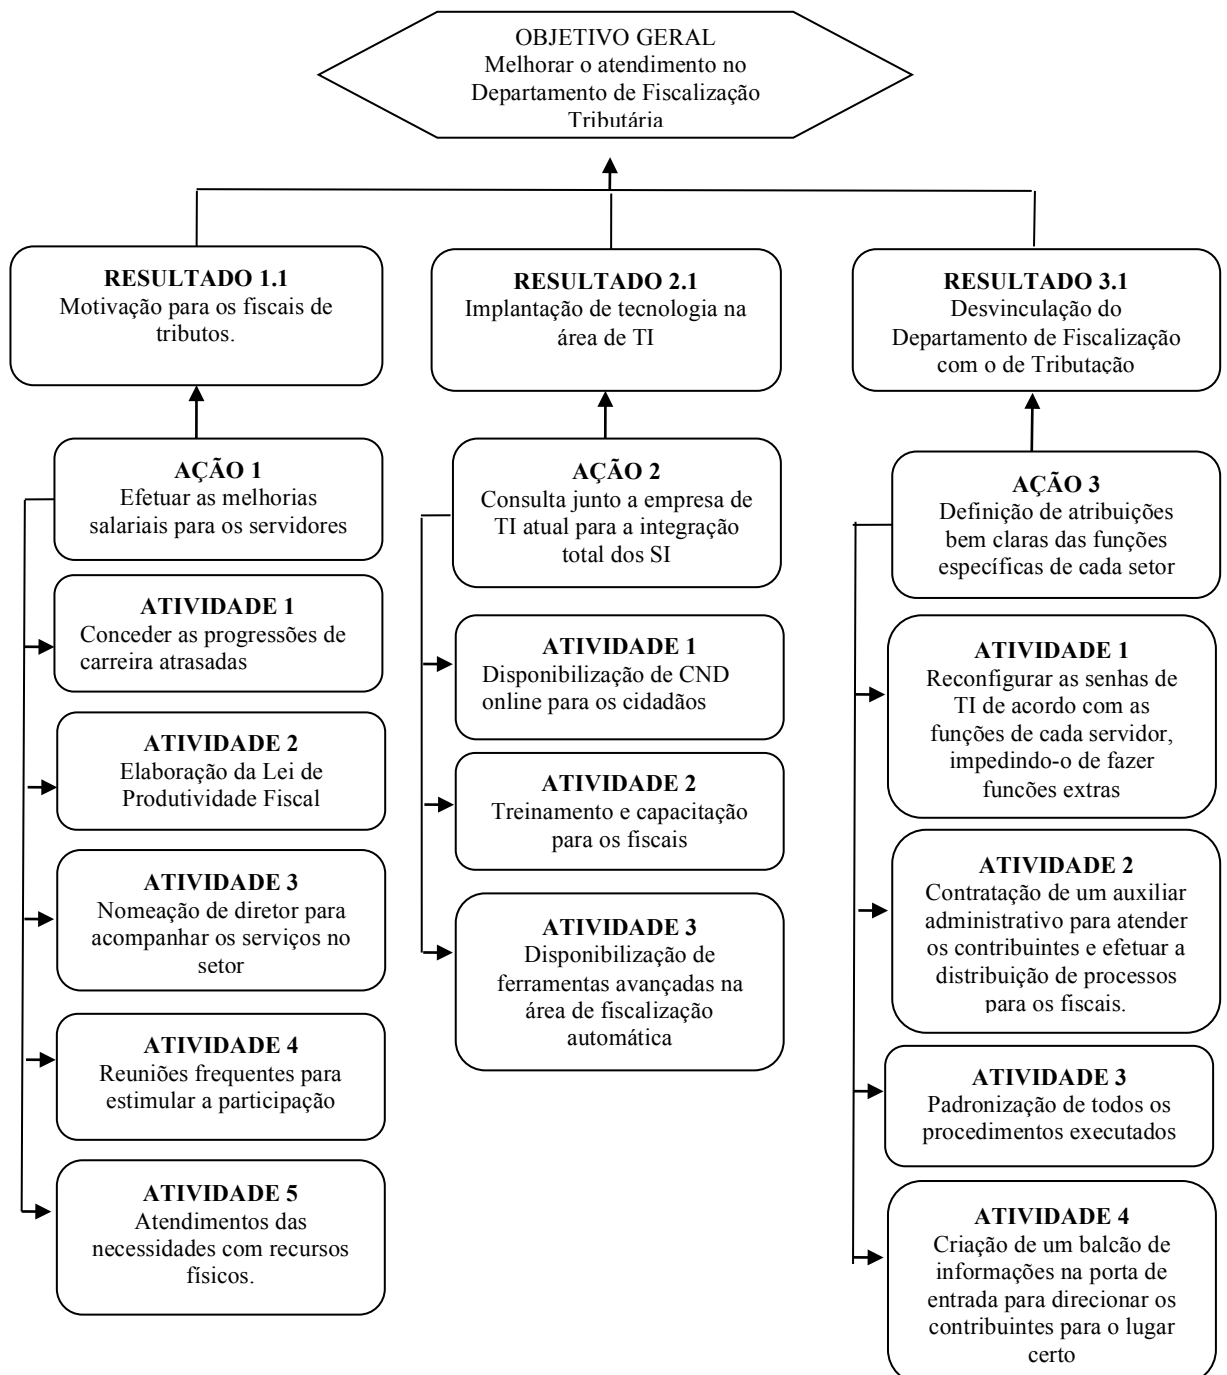 OBJETIVO GERAL
Melhorar o atendimento no
Departamento de Fiscalização
Tributária
RESULTADO 1.1
Motivação para os fiscais de
tributos.
RESULTADO 2.1
Implantação de tecnologia na
área de TI
RESULTADO 3.1
Desvinculação do
Departamento de Fiscalização
com o de Tributação
AÇÃO 1
Efetuar as melhorias
salariais para os servidores
ATIVIDADE 1
Conceder as progressões de
carreira atrasadas
ATIVIDADE 2
Elaboração da Lei de
Produtividade Fiscal
ATIVIDADE 3
Nomeação de diretor para
acompanhar os serviços no
setor
ATIVIDADE 4
Reuniões frequentes para
estimular a participação
ATIVIDADE 5
Atendimentos das
necessidades com recursos
físicos.
AÇÃO 2
Consulta junto a empresa de
TI atual para a integração
total dos SI
ATIVIDADE 1
Disponibilização de CND
online para os cidadãos
ATIVIDADE 2
Treinamento e capacitação
para os fiscais
ATIVIDADE 3
Disponibilização de
ferramentas avançadas na
área de fiscalização
automática
AÇÃO 3
Definição de atribuições
bem claras das funções
específicas de cada setor
ATIVIDADE 1
Reconfigurar as senhas de
TI de acordo com as
funções de cada servidor,
impedindo-o de fazer
funcões extras
ATIVIDADE 2
Contratação de um auxiliar
administrativo para atender
os contribuintes e efetuar a
distribuição de processos
para os fiscais.
ATIVIDADE 3
Padronização de todos os
procedimentos executados
ATIVIDADE 4
Criação de um balcão de
informações na porta de
entrada para direcionar os
contribuintes para o lugar
certo